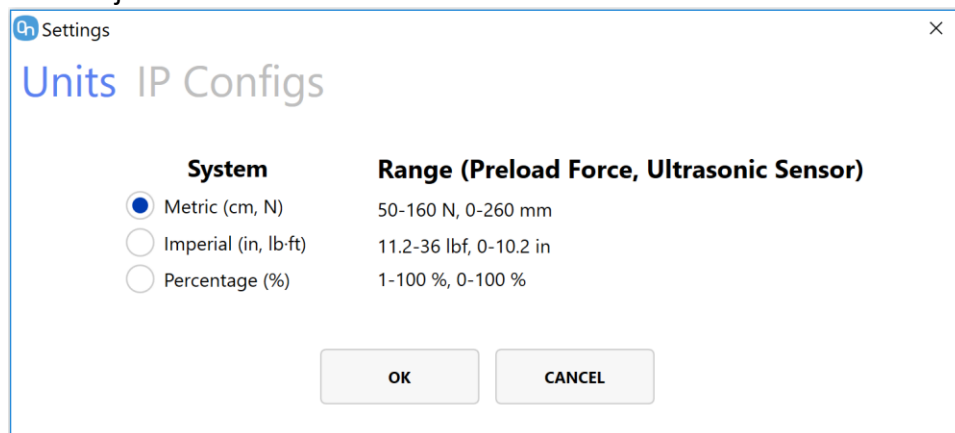 Settings
Units IP Configs
System Range (Preload Force, Ultrasonic Sensor)
Metric (cm, N) 50-160 N, 0-260 mm
Imperial (in, lb·ft) 11.2-36 lbf, 0-10.2 in
Percentage (%) 1-100 %, 0-100 %
OK CANCEL